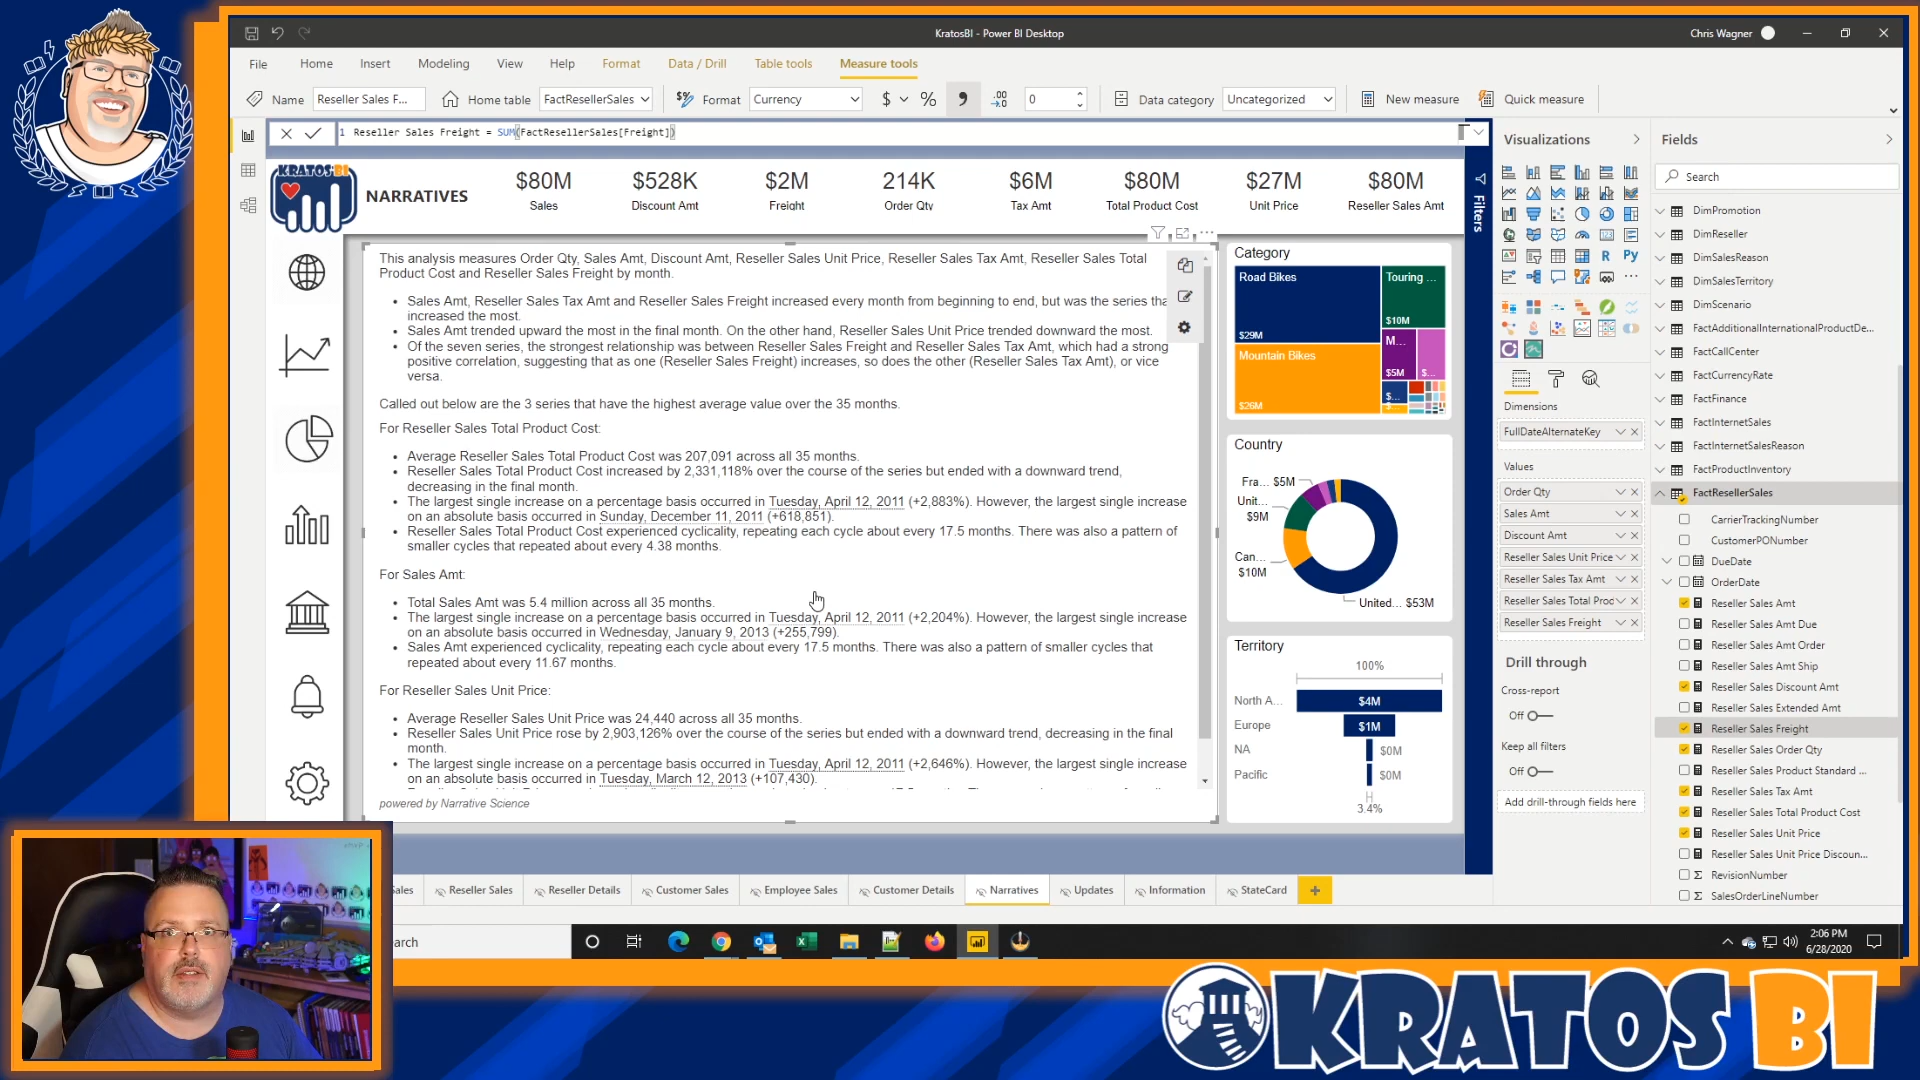 KratosBI - Power BI Desktop
Chris Wagner
File Home Insert Modeling View Help Format Data / Drill Table tools Measure tools
Name Reseller Sales F... Home table FactResellerSales Format Currency $ % 0 Data category Uncategorized New measure Quick measure
1 Reseller Sales Freight = SUM(FactResellerSales[Freight])
KRATOS BI
NARRATIVES
$80M
Sales
$528K
Discount Amt
$2M
Freight
214K
Order Qty
$6M
Tax Amt
$80M
Total Product Cost
$27M
Unit Price
$80M
Reseller Sales Amt
Filters
This analysis measures Order Qty, Sales Amt, Discount Amt, Reseller Sales Unit Price, Reseller Sales Tax Amt, Reseller Sales Total
Product Cost and Reseller Sales Freight by month.
• Sales Amt, Reseller Sales Tax Amt and Reseller Sales Freight increased every month from beginning to end, but was the series tha
increased the most.
• Sales Amt trended upward the most in the final month. On the other hand, Reseller Sales Unit Price trended downward the most.
• Of the seven series, the strongest relationship was between Reseller Sales Freight and Reseller Sales Tax Amt, which had a strong
positive correlation, suggesting that as one (Reseller Sales Freight) increases, so does the other (Reseller Sales Tax Amt), or vice
versa.
Called out below are the 3 series that have the highest average value over the 35 months.
For Reseller Sales Total Product Cost:
• Average Reseller Sales Total Product Cost was 207,091 across all 35 months.
• Reseller Sales Total Product Cost increased by 2,331,118% over the course of the series but ended with a downward trend,
decreasing in the final month.
• The largest single increase on a percentage basis occurred in Tuesday, April 12, 2011 (+2,883%). However, the largest single increase
on an absolute basis occurred in Sunday, December 11, 2011 (+618,851).
• Reseller Sales Total Product Cost experienced cyclicality, repeating each cycle about every 17.5 months. There was also a pattern of
smaller cycles that repeated about every 4.38 months.
For Sales Amt:
• Total Sales Amt was 5.4 million across all 35 months.
• The largest single increase on a percentage basis occurred in Tuesday, April 12, 2011 (+2,204%). However, the largest single increase
on an absolute basis occurred in Wednesday, January 9, 2013 (+255,799).
• Sales Amt experienced cyclicality, repeating each cycle about every 17.5 months. There was also a pattern of smaller cycles that
repeated about every 11.67 months.
For Reseller Sales Unit Price:
• Average Reseller Sales Unit Price was 24,440 across all 35 months.
• Reseller Sales Unit Price rose by 2,903,126% over the course of the series but ended with a downward trend, decreasing in the final
month.
• The largest single increase on a percentage basis occurred in Tuesday, April 12, 2011 (+2,646%). However, the largest single increase
on an absolute basis occurred in Tuesday, March 12, 2013 (+107,430).
powered by Narrative Science
Category
Road Bikes
$29M
Mountain Bikes
$26M
Touring ...
$10M
M...
$5M
$...
$...
Country
Fra... $5M
Unit...
$9M
Can...
$10M
United... $53M
Territory
100%
North A... $4M
Europe $1M
NA $0M
Pacific $0M
3.4%
Visualizations
R Py
Dimensions
FullDateAlternateKey
Values
Order Qty
Sales Amt
Discount Amt
Reseller Sales Unit Price
Reseller Sales Tax Amt
Reseller Sales Total Proc
Reseller Sales Freight
Drill through
Cross-report
Off
Keep all filters
Off
Add drill-through fields here
Fields
Search
DimPromotion
DimReseller
DimSalesReason
DimSalesTerritory
DimScenario
FactAdditionalInternationalProductDe...
FactCallCenter
FactCurrencyRate
FactFinance
FactInternetSales
FactInternetSalesReason
FactProductInventory
FactResellerSales
CarrierTrackingNumber
CustomerPONumber
DueDate
OrderDate
Reseller Sales Amt
Reseller Sales Amt Due
Reseller Sales Amt Order
Reseller Sales Amt Ship
Reseller Sales Discount Amt
Reseller Sales Extended Amt
Reseller Sales Freight
Reseller Sales Order Qty
Reseller Sales Product Standard ...
Reseller Sales Tax Amt
Reseller Sales Total Product Cost
Reseller Sales Unit Price
Reseller Sales Unit Price Discoun...
RevisionNumber
SalesOrderLineNumber
ales Reseller Sales Reseller Details Customer Sales Employee Sales Customer Details Narratives Updates Information StateCard +
earch
2:06 PM
6/28/2020
KRATOS BI